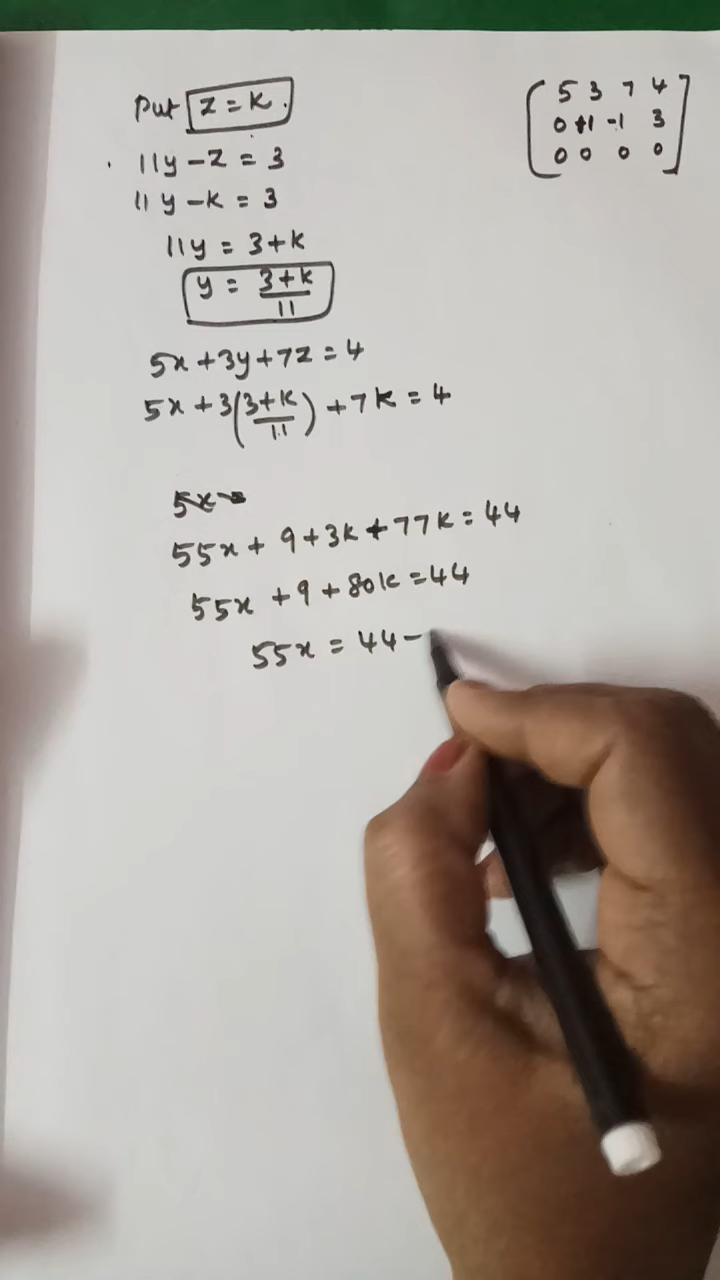 Put z = k.
11y - z = 3
11y - k = 3
11y = 3+k
y = 3+k/11
5x + 3y + 7z = 4
5x + 3(3+k/11) + 7k = 4
5x =
55x + 9 + 3k + 77k = 44
55x + 9 + 80k = 44
55x = 44 -
5 3 7 4
0 11 -1 3
0 0 0 0